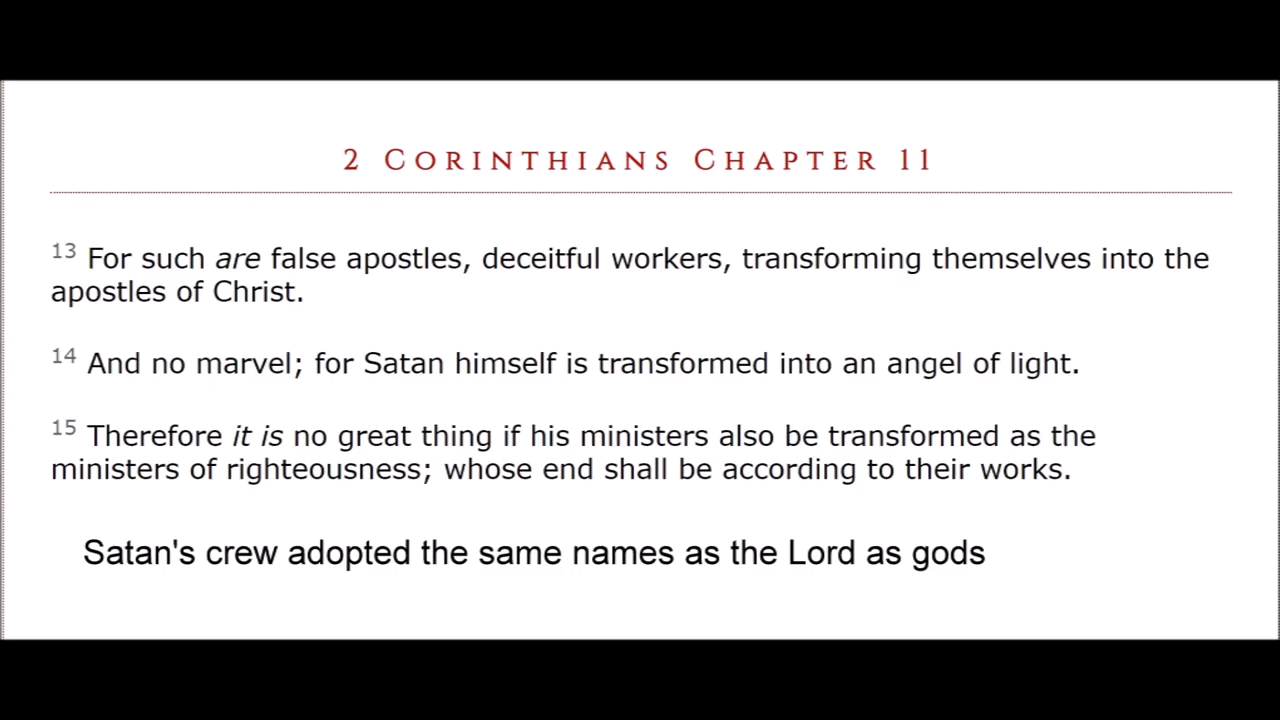 2 Corinthians Chapter 11
13 For such are false apostles, deceitful workers, transforming themselves into the
apostles of Christ.
14 And no marvel; for Satan himself is transformed into an angel of light.
15 Therefore it is no great thing if his ministers also be transformed as the
ministers of righteousness; whose end shall be according to their works.
Satan's crew adopted the same names as the Lord as gods